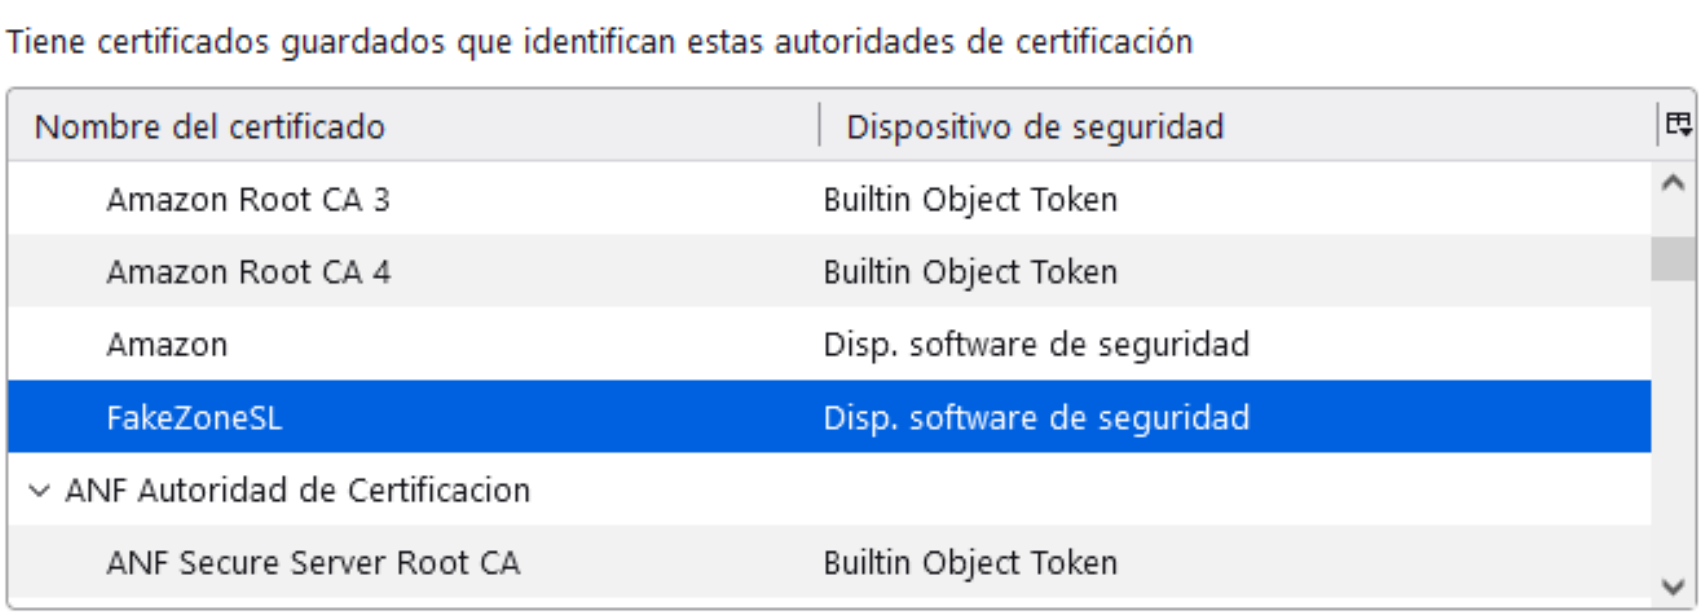 Tiene certificados guardados que identifican estas autoridades de certificación
Nombre del certificado Dispositivo de seguridad
Amazon Root CA 3 Builtin Object Token
Amazon Root CA 4 Builtin Object Token
Amazon Disp. software de seguridad
FakeZoneSL Disp. software de seguridad
ANF Autoridad de Certificacion
ANF Secure Server Root CA Builtin Object Token